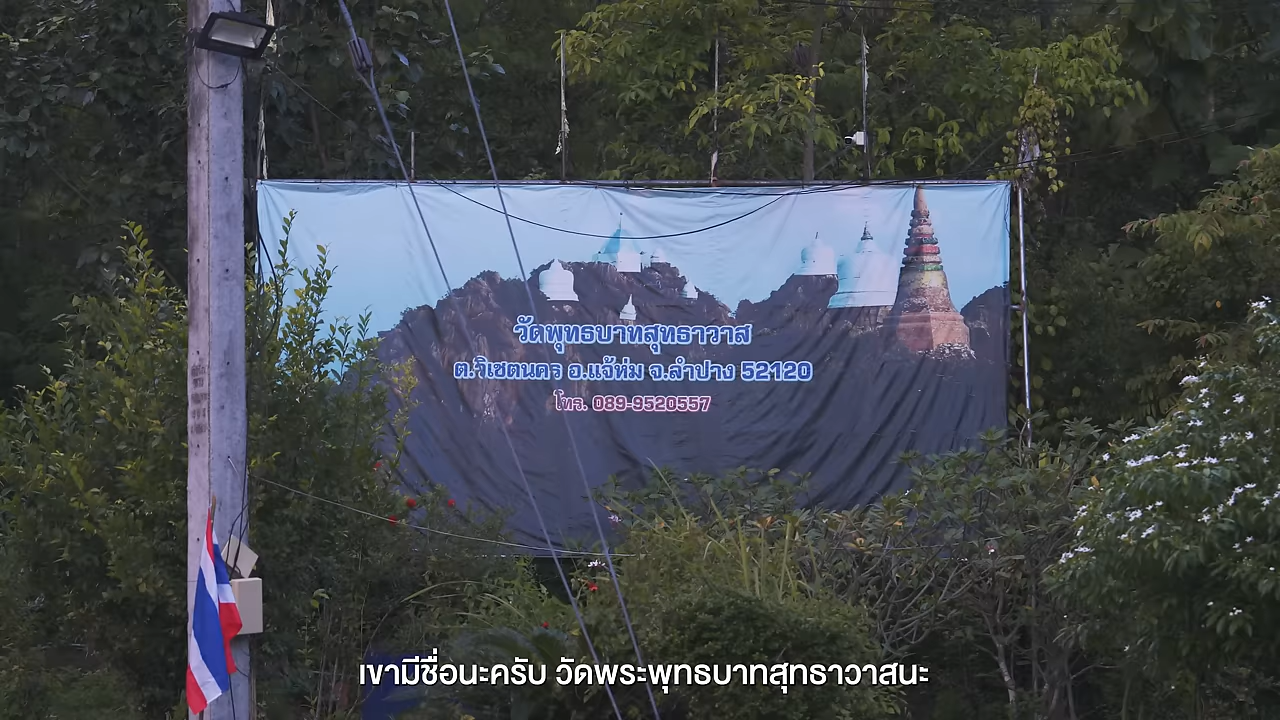 วัดพุทธบาทสุทธาวาส
ต.วิเชตนคร อ.แจ้ห่ม จ.ลำปาง 52120
โทร. 089-9520557
เขามีชื่อนะครับ วัดพระพุทธบาทสุทธาวาสนะ